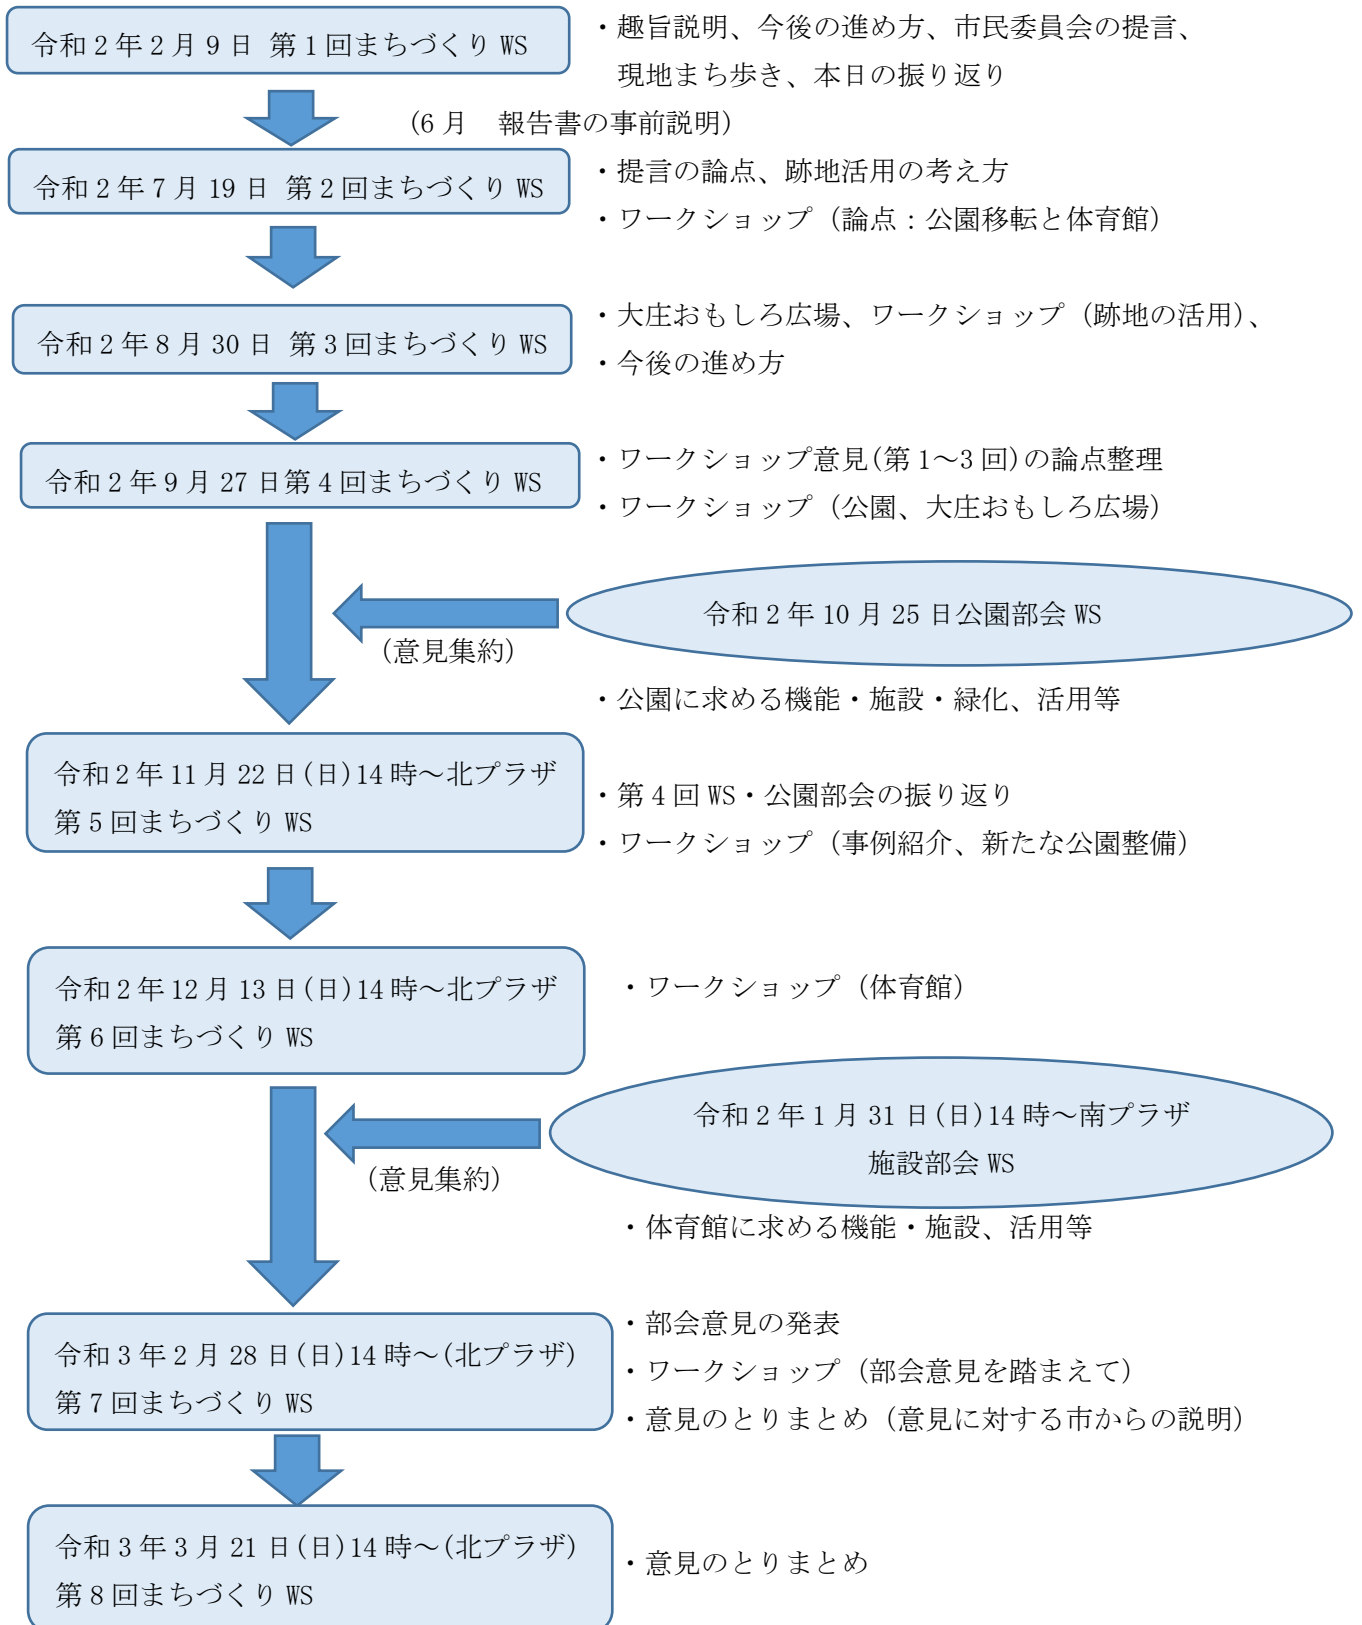 令和2年2月9日 第1回まちづくりWS
・趣旨説明、今後の進め方、市民委員会の提言、
現地まち歩き、本日の振り返り
(6月　報告書の事前説明)
令和2年7月19日 第2回まちづくりWS
・提言の論点、跡地活用の考え方
・ワークショップ（論点：公園移転と体育館）
令和2年8月30日 第3回まちづくりWS
・大庄おもしろ広場、ワークショップ（跡地の活用）、
・今後の進め方
令和2年9月27日第4回まちづくりWS
・ワークショップ意見(第1～3回)の論点整理
・ワークショップ（公園、大庄おもしろ広場）
令和2年10月25日公園部会WS
(意見集約)
・公園に求める機能・施設・緑化、活用等
令和2年11月22日(日)14時～北プラザ
第5回まちづくりWS
・第4回WS・公園部会の振り返り
・ワークショップ（事例紹介、新たな公園整備）
令和2年12月13日(日)14時～北プラザ
第6回まちづくりWS
・ワークショップ（体育館）
令和2年1月31日(日)14時～南プラザ
施設部会WS
(意見集約)
・体育館に求める機能・施設、活用等
令和3年2月28日(日)14時～(北プラザ)
第7回まちづくりWS
・部会意見の発表
・ワークショップ（部会意見を踏まえて）
・意見のとりまとめ（意見に対する市からの説明）
令和3年3月21日(日)14時～(北プラザ)
第8回まちづくりWS
・意見のとりまとめ